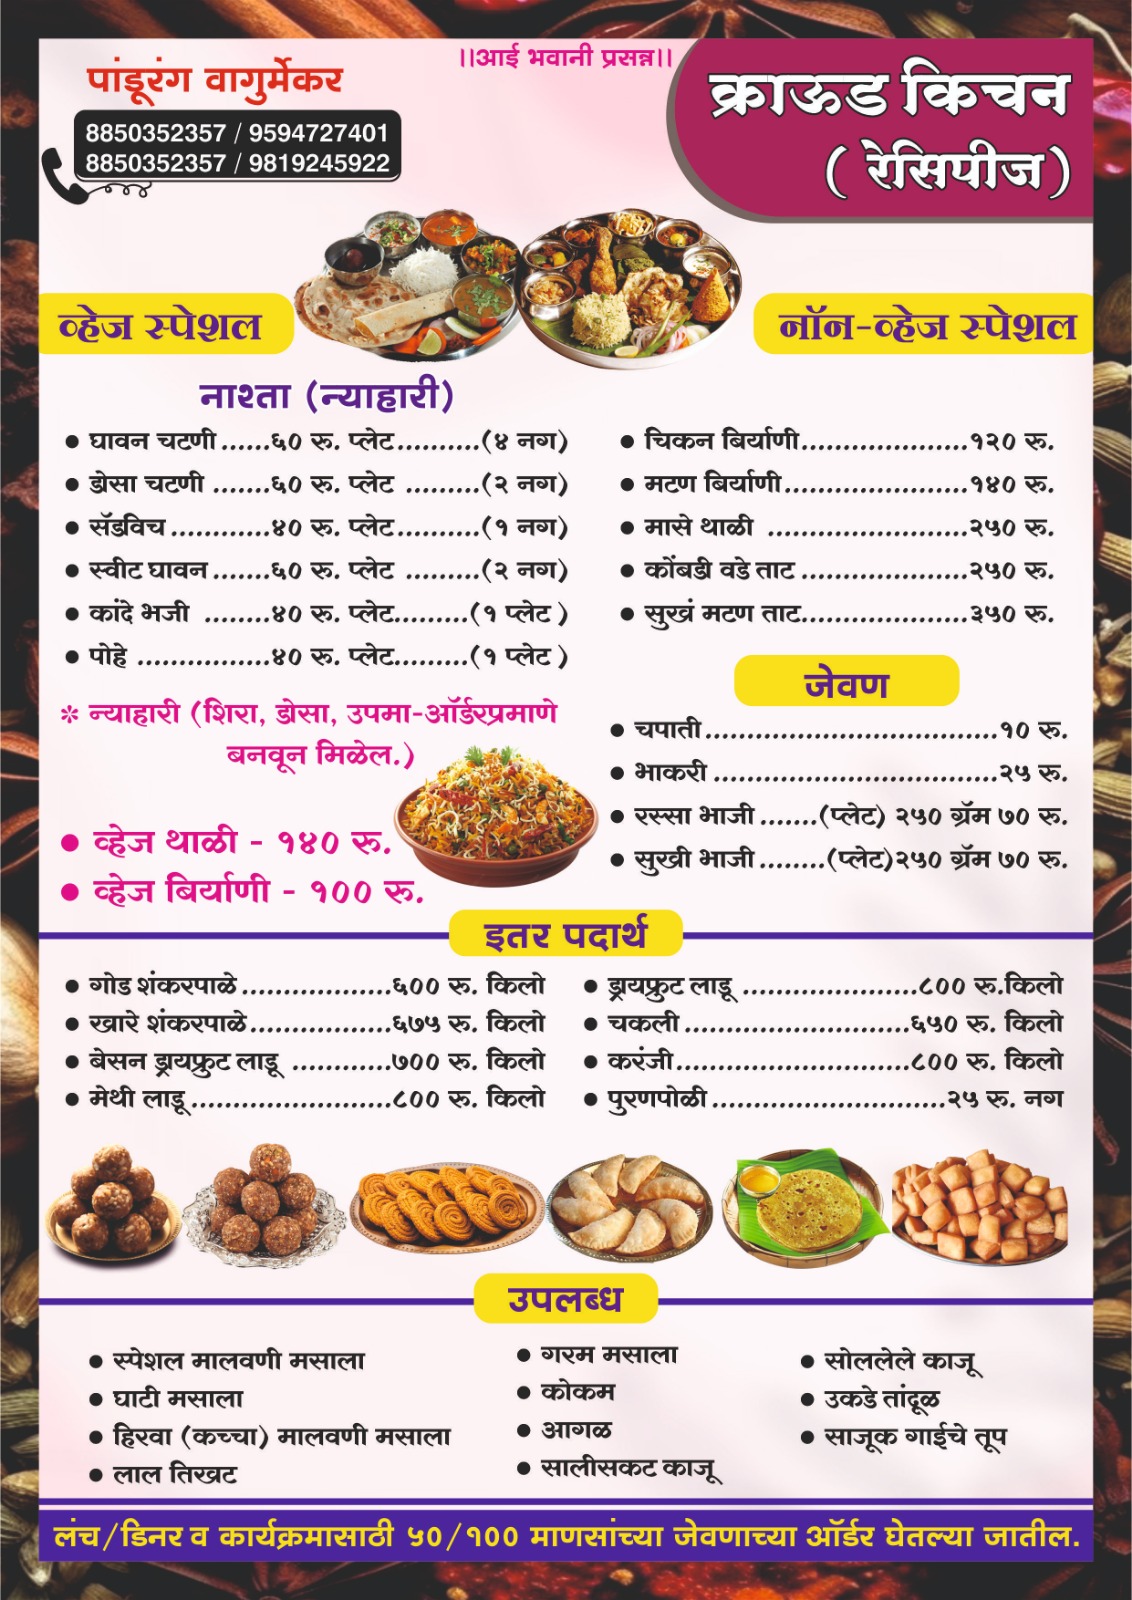 ।।आई भवानी प्रसन्न।।
पांडूरंग वागुर्मेकर
8850352357 / 9594727401
8850352357 / 9819245922
क्राऊड किचन
( रेसिपीज )
व्हेज स्पेशल
नाश्ता (न्याहारी)
• घावन चटणी ......६० रू. प्लेट..........(४ नग)
• डोसा चटणी .......६० रू. प्लेट .........(२ नग)
• सॅडविच ............४० रू. प्लेट.........(१ नग)
• स्वीट घावन .......६० रू. प्लेट .........(२ नग)
• कांदे भजी ........४० रू. प्लेट.........(१ प्लेट )
• पोहे ................४० रू. प्लेट.........(१ प्लेट )
* न्याहारी (शिरा, डोसा, उपमा-ऑर्डरप्रमाणे
बनवून मिळेल.)
• व्हेज थाळी - १४० रू.
• व्हेज बिर्याणी - १०० रू.
नॉन-व्हेज स्पेशल
• चिकन बिर्याणी....................१२० रू.
• मटण बिर्याणी......................१४० रू.
• मासे थाळी ........................२५० रू.
• कोंबडी वडे ताट ....................२५० रू.
• सुखं मटण ताट....................३५० रू.
जेवण
• चपाती...................................१० रू.
• भाकरी ..................................२५ रू.
• रस्सा भाजी .......(प्लेट) २५० ग्रॅम ७० रू.
• सुखी भाजी ........(प्लेट)२५० ग्रॅम ७० रू.
इतर पदार्थ
• गोड शंकरपाळे ..................६०० रू. किलो
• खारे शंकरपाळे.................६७५ रू. किलो
• बेसन ड्रायफ्रुट लाडू ............७०० रू. किलो
• मेथी लाडू........................८०० रू. किलो
• ड्रायफ्रुट लाडू .....................८०० रू.किलो
• चकली ...........................६५० रू. किलो
• करंजी............................८०० रू. किलो
• पुरणपोळी ............................२५ रू. नग
उपलब्ध
• स्पेशल मालवणी मसाला
• घाटी मसाला
• हिरवा (कच्चा) मालवणी मसाला
• लाल तिखट
• गरम मसाला
• कोकम
• आगळ
• सालीसकट काजू
• सोललेले काजू
• उकडे तांदूळ
• साजूक गाईचे तूप
लंच/डिनर व कार्यक्रमासाठी ५०/१०० माणसांच्या जेवणाच्या ऑर्डर घेतल्या जातील.